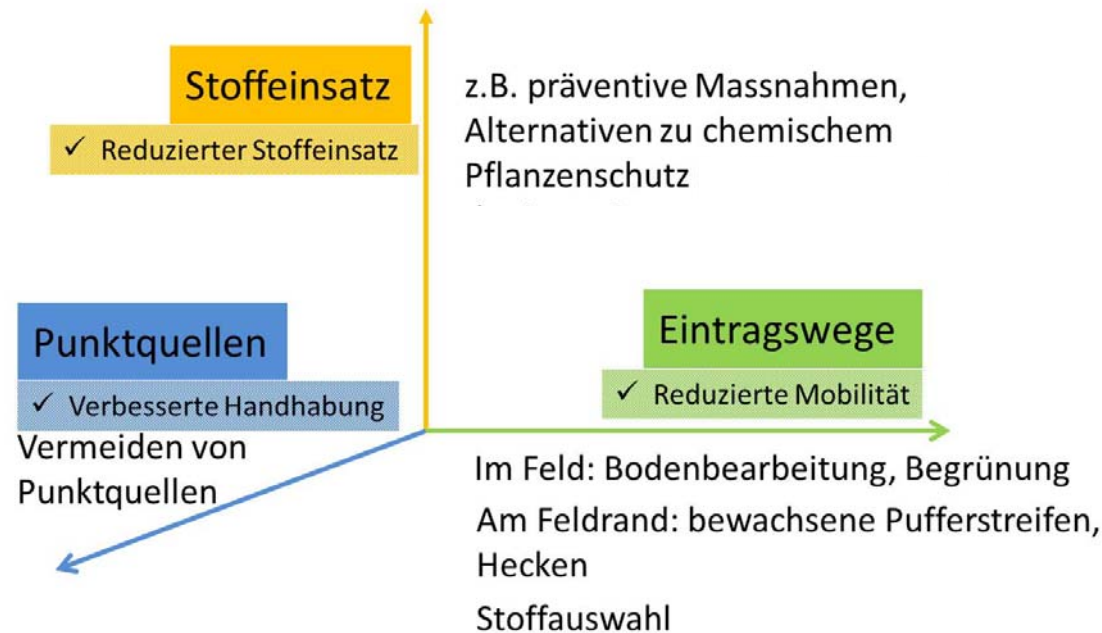 Stoffeinsatz
✓ Reduzierter Stoffeinsatz
z.B. präventive Massnahmen,
Alternativen zu chemischem
Pflanzenschutz
Punktquellen
✓ Verbesserte Handhabung
Vermeiden von
Punktquellen
Eintragswege
✓ Reduzierte Mobilität
Im Feld: Bodenbearbeitung, Begrünung
Am Feldrand: bewachsene Pufferstreifen,
Hecken
Stoffauswahl